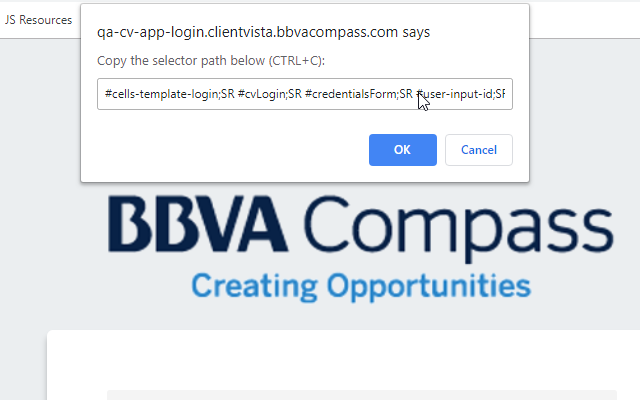 JS Resources
qa-cv-app-login.clientvista.bbvacompass.com says
Copy the selector path below (CTRL+C):
#cells-template-login;SR #cvLogin;SR #credentialsForm;SR #user-input-id;SF
OK Cancel
BBVA Compass
Creating Opportunities